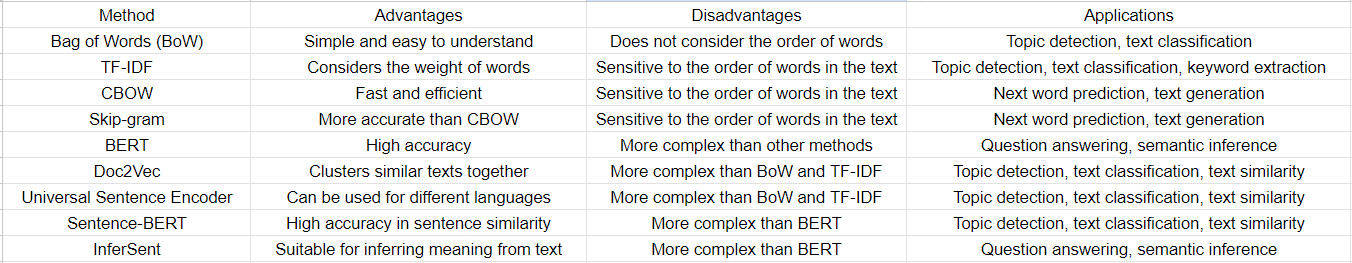 Method Advantages Disadvantages Applications
Bag of Words (BoW) Simple and easy to understand Does not consider the order of words Topic detection, text classification
TF-IDF Considers the weight of words Sensitive to the order of words in the text Topic detection, text classification, keyword extraction
CBOW Fast and efficient Sensitive to the order of words in the text Next word prediction, text generation
Skip-gram More accurate than CBOW Sensitive to the order of words in the text Next word prediction, text generation
BERT High accuracy More complex than other methods Question answering, semantic inference
Doc2Vec Clusters similar texts together More complex than BoW and TF-IDF Topic detection, text classification, text similarity
Universal Sentence Encoder Can be used for different languages More complex than BoW and TF-IDF Topic detection, text classification, text similarity
Sentence-BERT High accuracy in sentence similarity More complex than BERT Topic detection, text classification, text similarity
InferSent Suitable for inferring meaning from text More complex than BERT Question answering, semantic inference